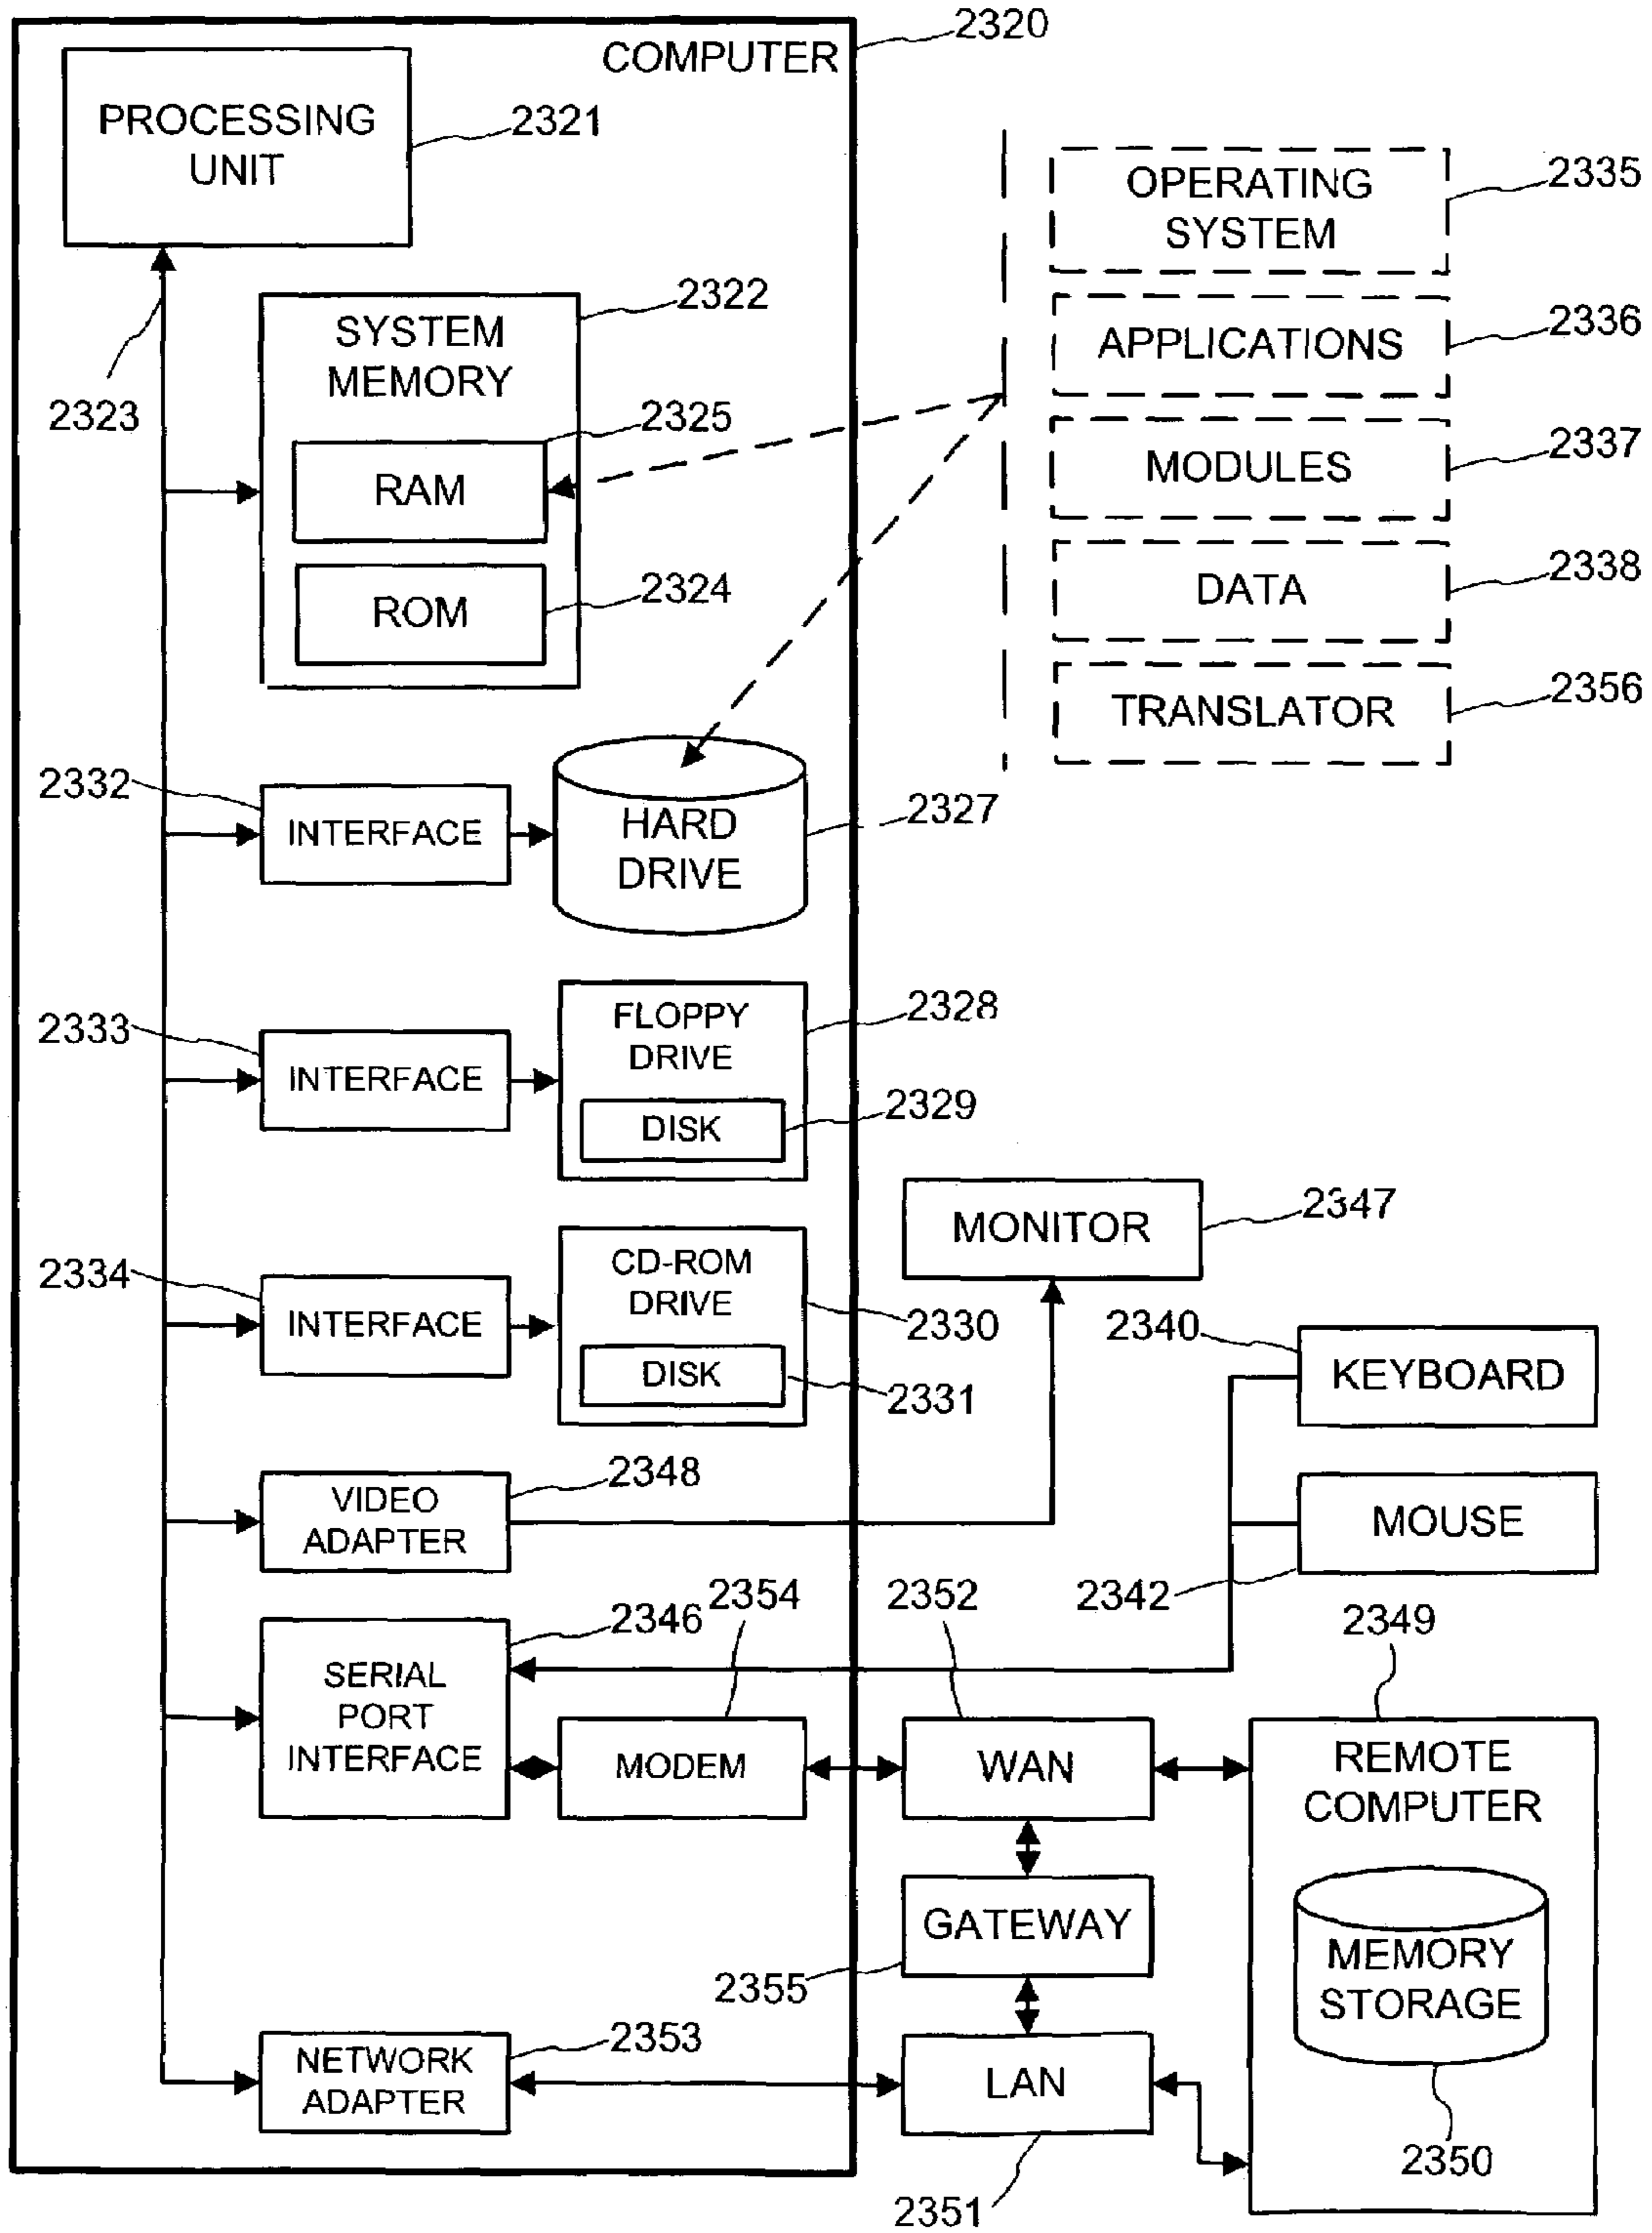 2320
COMPUTER
PROCESSING
UNIT
2321
2323
SYSTEM
MEMORY
2322
RAM
2325
ROM
2324
OPERATING
SYSTEM
2335
APPLICATIONS
2336
MODULES
2337
DATA
2338
TRANSLATOR
2356
2332
INTERFACE
HARD
DRIVE
2327
2333
INTERFACE
FLOPPY
DRIVE
2328
DISK
2329
2334
INTERFACE
CD-ROM
DRIVE
2330
DISK
2331
MONITOR
2347
2340
KEYBOARD
MOUSE
2342
VIDEO
ADAPTER
2348
SERIAL
PORT
INTERFACE
2346
2354
MODEM
2352
WAN
2349
REMOTE
COMPUTER
MEMORY
STORAGE
2350
GATEWAY
2355
NETWORK
ADAPTER
2353
LAN
2351